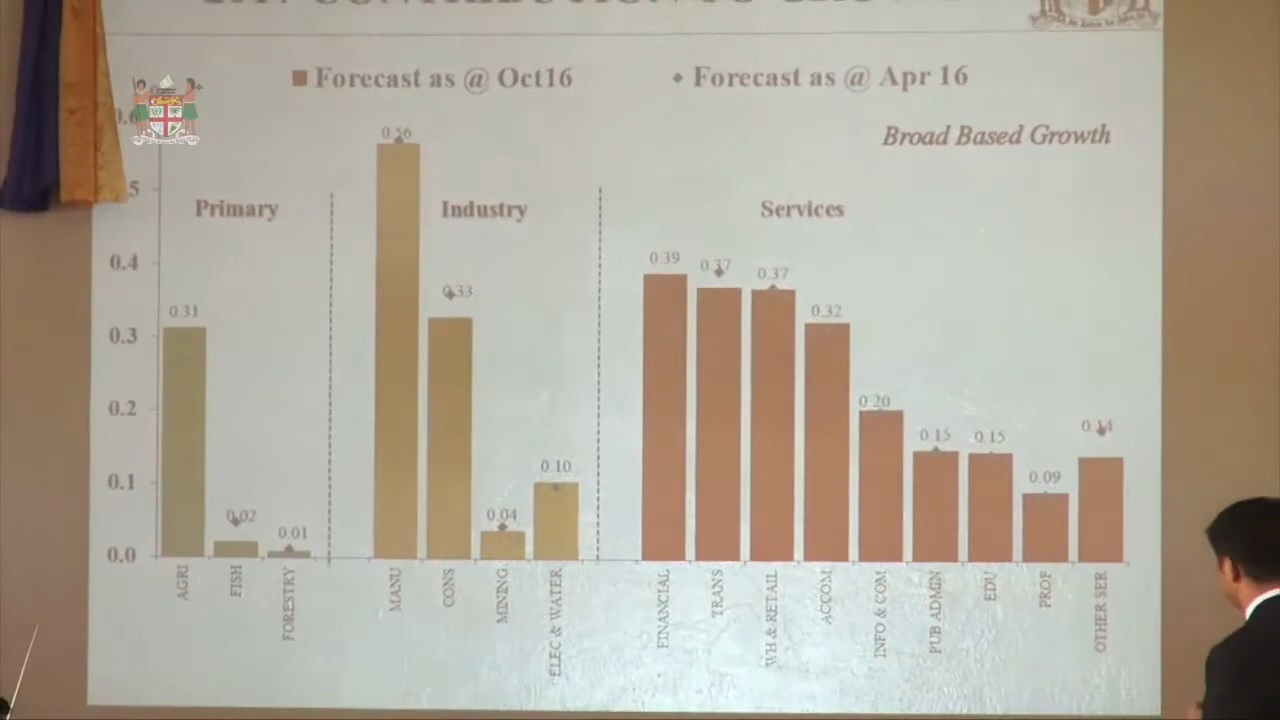 Forecast as @ Oct16
Forecast as @ Apr 16
Broad Based Growth
Primary
Industry
Services
0.4
0.3
0.2
0.1
0.0
0.31
0.02
0.01
0.56
0.33
0.04
0.10
0.39
0.37
0.37
0.32
0.20
0.15
0.15
0.09
0.14
AGRI
FISH
FORESTRY
MANU
CONS
MINING
ELEC & WATER
FINANCIAL
TRANS
WH & RETAIL
ACCOM
INFO & COM
PUB ADMIN
EDU
PROF
OTHER SER